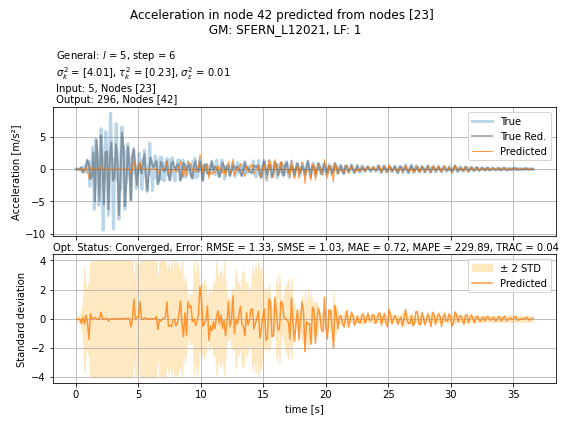 Acceleration in node 42 predicted from nodes [23]
GM: SFERN_L12021, LF: 1
General: l = 5, step = 6
σ²ₖ = [4.01], τ²ₖ = [0.23], σ²ε = 0.01
Input: 5, Nodes [23]
Output: 296, Nodes [42]
Acceleration [m/s²]
5
0
−5
−10
True
True Red.
Predicted
Opt. Status: Converged, Error: RMSE = 1.33, SMSE = 1.03, MAE = 0.72, MAPE = 229.89, TRAC = 0.04
Standard deviation
4
2
0
−2
−4
± 2 STD
Predicted
0 5 10 15 20 25 30 35
time [s]